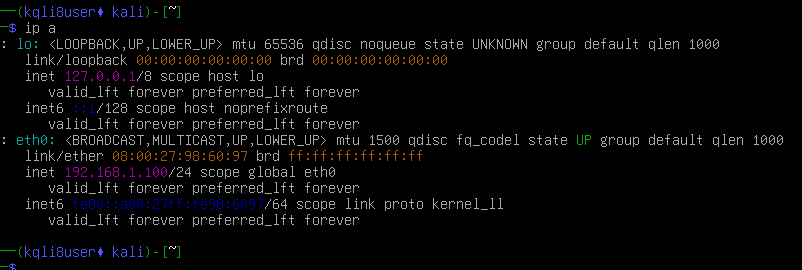 ──(kqli8user♦ kali)-[~]
─$ ip a
: lo: <LOOPBACK,UP,LOWER_UP> mtu 65536 qdisc noqueue state UNKNOWN group default qlen 1000
link/loopback 00:00:00:00:00:00 brd 00:00:00:00:00:00
inet 127.0.0.1/8 scope host lo
valid_lft forever preferred_lft forever
inet6 ::1/128 scope host noprefixroute
valid_lft forever preferred_lft forever
: eth0: <BROADCAST,MULTICAST,UP,LOWER_UP> mtu 1500 qdisc fq_codel state UP group default qlen 1000
link/ether 08:00:27:98:60:97 brd ff:ff:ff:ff:ff:ff
inet 192.168.1.100/24 scope global eth0
valid_lft forever preferred_lft forever
inet6 fe80::a00:27ff:fe98:6097/64 scope link proto kernel_ll
valid_lft forever preferred_lft forever
──(kqli8user♦ kali)-[~]
─$